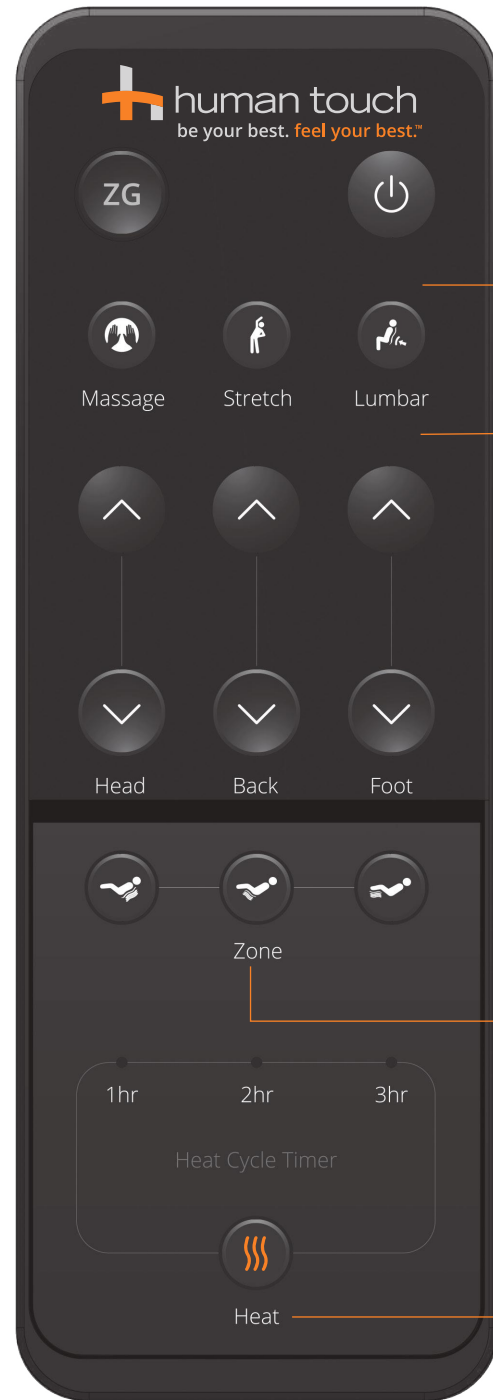 human touch
be your best. feel your best.™
ZG
Massage Stretch Lumbar
Head Back Foot
Zone
1hr 2hr 3hr
Heat Cycle Timer
Heat